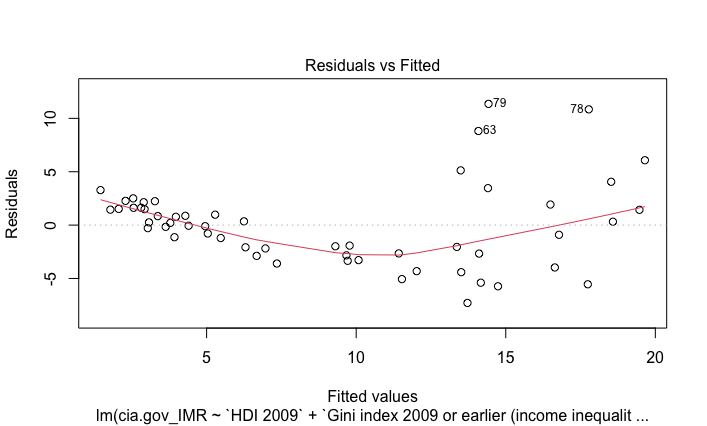 Residuals vs Fitted
Residuals
10
5
0
-5
79
78
63
5
10
15
20
Fitted values
lm(cia.gov_IMR ~ `HDI 2009` + `Gini index 2009 or earlier (income inequalit ...